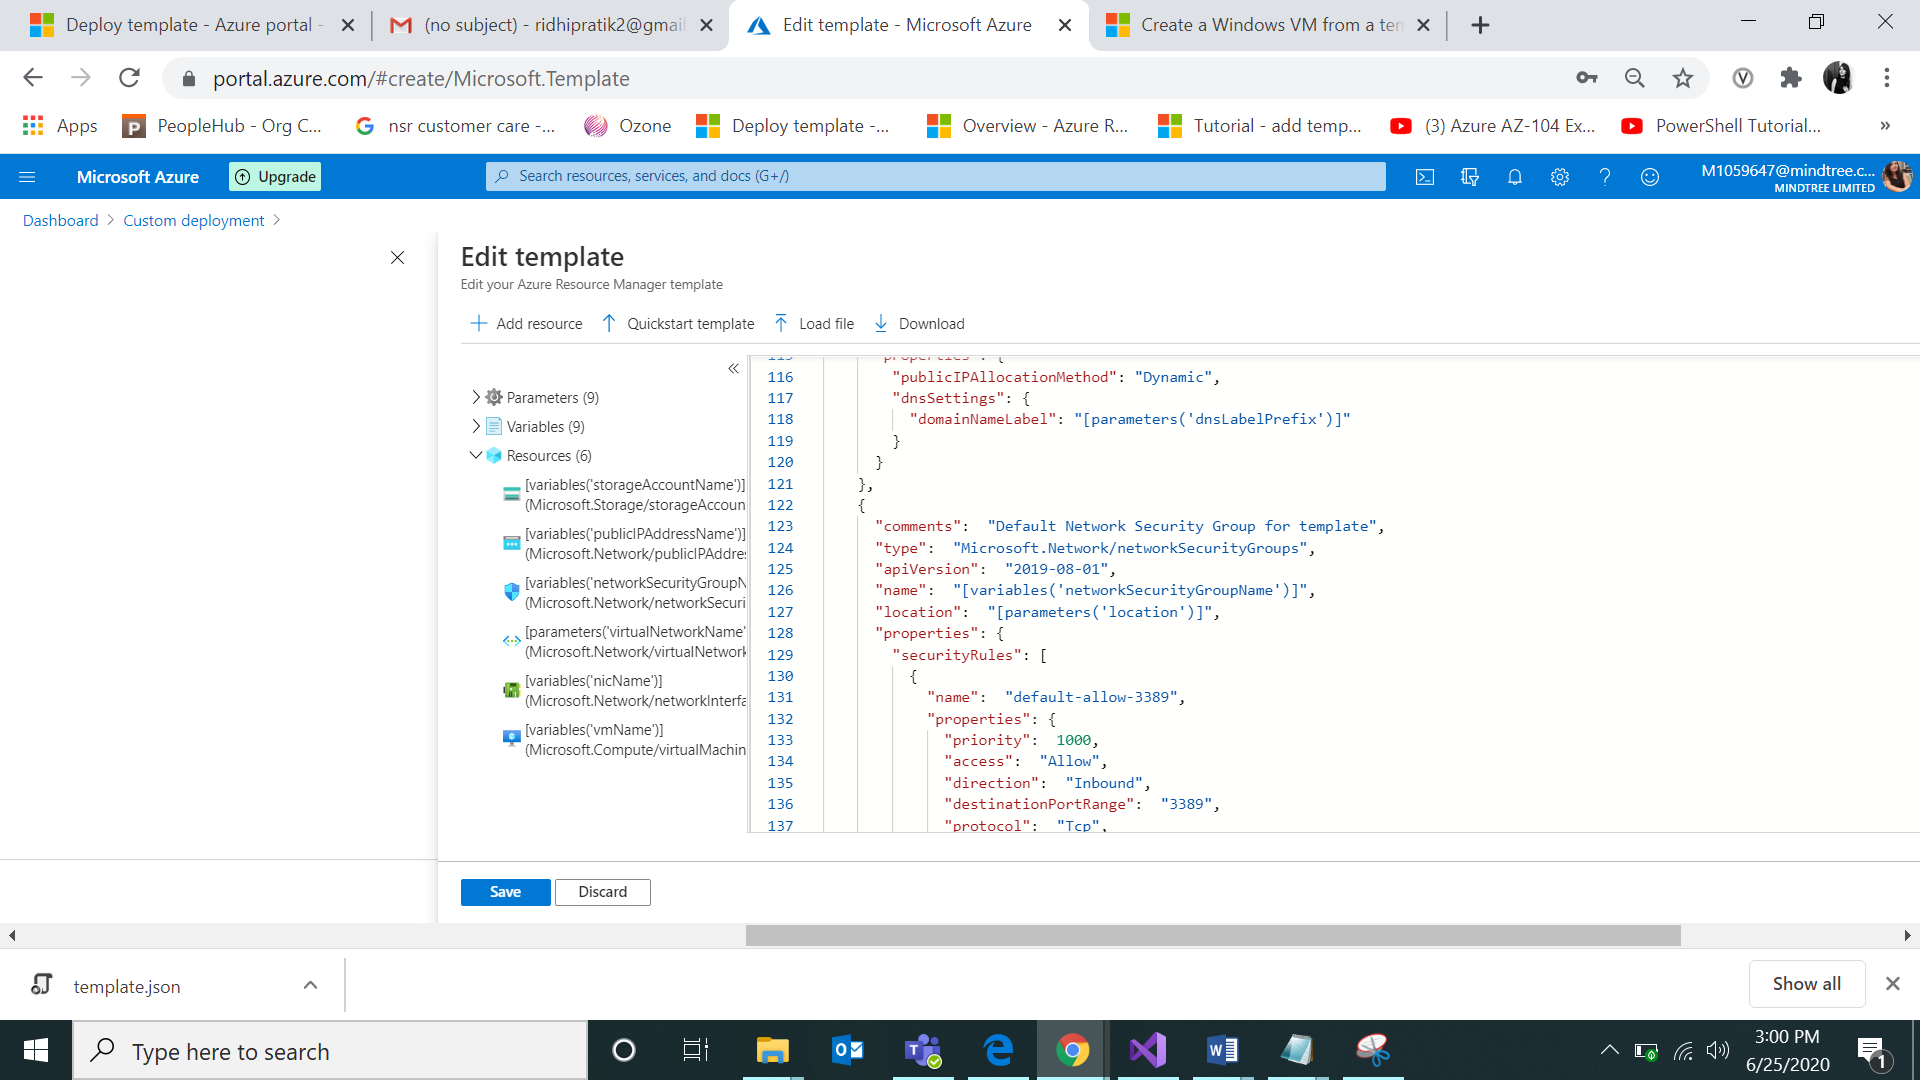 Deploy template - Azure portal -
(no subject) - ridhipratik2@gmail
Edit template - Microsoft Azure
Create a Windows VM from a tem
portal.azure.com/#create/Microsoft.Template
Apps
PeopleHub - Org C...
nsr customer care -...
Ozone
Deploy template -...
Overview - Azure R...
Tutorial - add temp...
(3) Azure AZ-104 Ex...
PowerShell Tutorial...
»
Microsoft Azure
Upgrade
Search resources, services, and docs (G+/)
M1059647@mindtree.c...
MINDTREE LIMITED
Dashboard > Custom deployment >
Edit template
Edit your Azure Resource Manager template
Add resource
Quickstart template
Load file
Download
«
Parameters (9)
Variables (9)
Resources (6)
[variables('storageAccountName')]
(Microsoft.Storage/storageAccoun
[variables('publicIPAddressName')]
(Microsoft.Network/publicIPAddre
[variables('networkSecurityGroupN
(Microsoft.Network/networkSecuri
[parameters('virtualNetworkName'
(Microsoft.Network/virtualNetwork
[variables('nicName')]
(Microsoft.Network/networkInterfa
[variables('vmName')]
(Microsoft.Compute/virtualMachin
115 properties": {
116 "publicIPAllocationMethod": "Dynamic",
117 "dnsSettings": {
118 "domainNameLabel": "[parameters('dnsLabelPrefix')]"
119 }
120 }
121 },
122 {
123 "comments":  "Default Network Security Group for template",
124 "type":  "Microsoft.Network/networkSecurityGroups",
125 "apiVersion":  "2019-08-01",
126 "name":  "[variables('networkSecurityGroupName')]",
127 "location":  "[parameters('location')]",
128 "properties": {
129 "securityRules": [
130 {
131 "name":  "default-allow-3389",
132 "properties": {
133 "priority":  1000,
134 "access":  "Allow",
135 "direction":  "Inbound",
136 "destinationPortRange":  "3389",
137 "protocol":  "Tcp",
Save
Discard
template.json
Show all
Type here to search
3:00 PM
6/25/2020
1